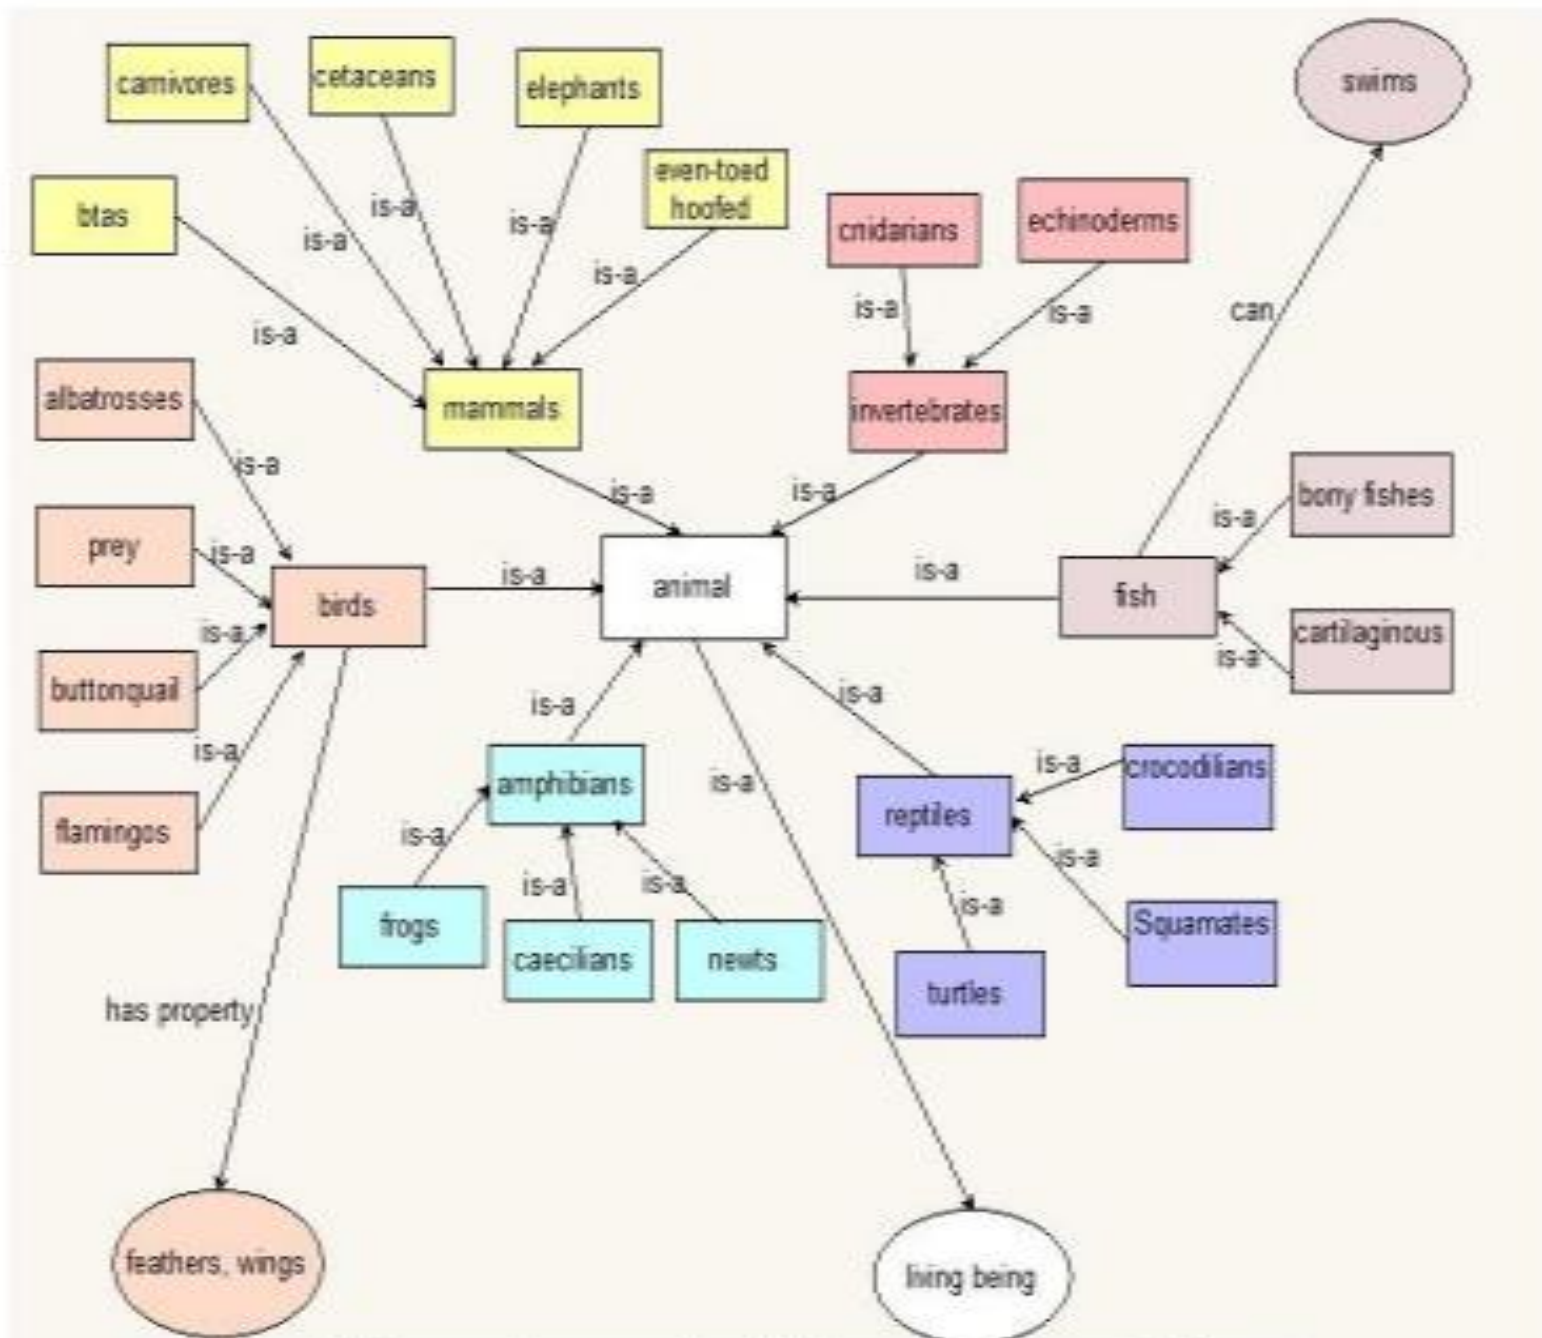 carnivores
cetaceans
elephants
swims
even-toed
hoofed
btas
cnidarians
echinoderms
is-a
is-a
is-a
is-a
is-a
is-a
can
is-a
albatrosses
mammals
invertebrates
is-a
is-a
is-a
bony fishes
is-a
prey
is-a
is-a
is-a
birds
animal
fish
is-a
cartilaginous
is-a
buttonquail
is-a
is-a
is-a
is-a
is-a
crocodilians
amphibians
reptiles
flamingos
is-a
is-a
is-a
is-a
is-a
frogs
caecilians
newts
Squamates
turtles
has property
feathers, wings
living being